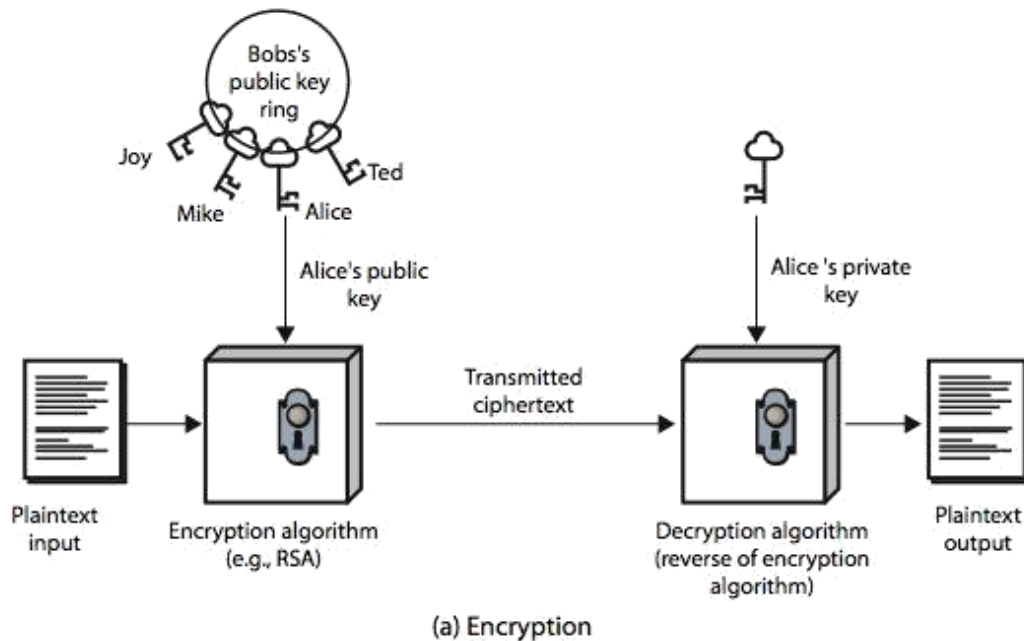 Bobs's
public key
ring
Joy
Ted
Mike
Alice
Alice's public
key
Alice 's private
key
Transmitted
ciphertext
Plaintext
input
Encryption algorithm
(e.g., RSA)
Decryption algorithm
(reverse of encryption
algorithm)
Plaintext
output
(a) Encryption